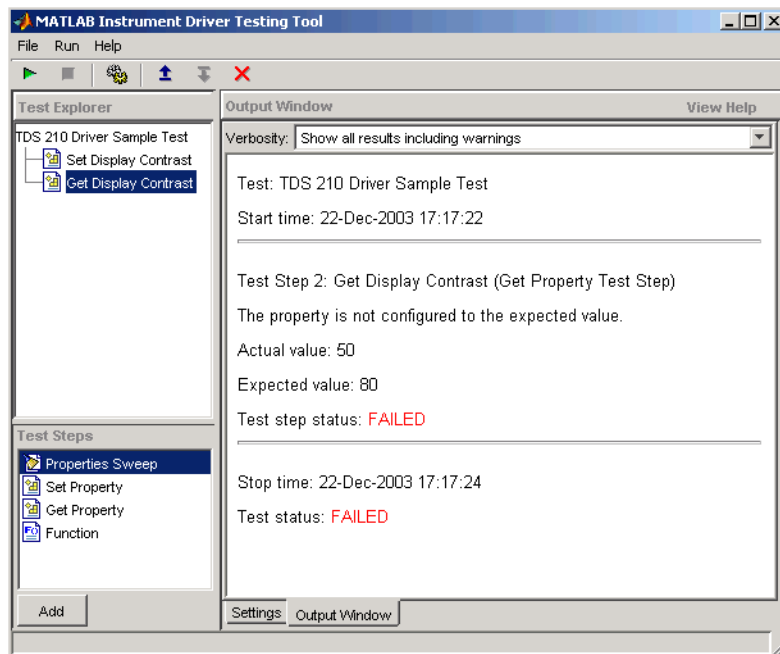 MATLAB Instrument Driver Testing Tool
File Run Help
Test Explorer
TDS 210 Driver Sample Test
Set Display Contrast
Get Display Contrast
Test Steps
Properties Sweep
Set Property
Get Property
Function
Add
Output Window View Help
Verbosity: Show all results including warnings
Test: TDS 210 Driver Sample Test
Start time: 22-Dec-2003 17:17:22
Test Step 2: Get Display Contrast (Get Property Test Step)
The property is not configured to the expected value.
Actual value: 50
Expected value: 80
Test step status: FAILED
Stop time: 22-Dec-2003 17:17:24
Test status: FAILED
Settings Output Window